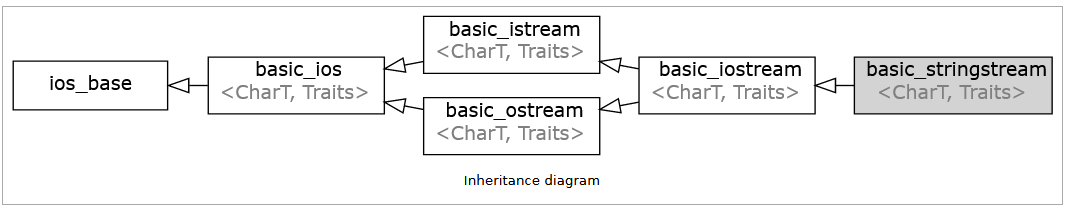 ios_base
basic_ios
<CharT, Traits>
basic_istream
<CharT, Traits>
basic_ostream
<CharT, Traits>
basic_iostream
<CharT, Traits>
basic_stringstream
<CharT, Traits>
Inheritance diagram